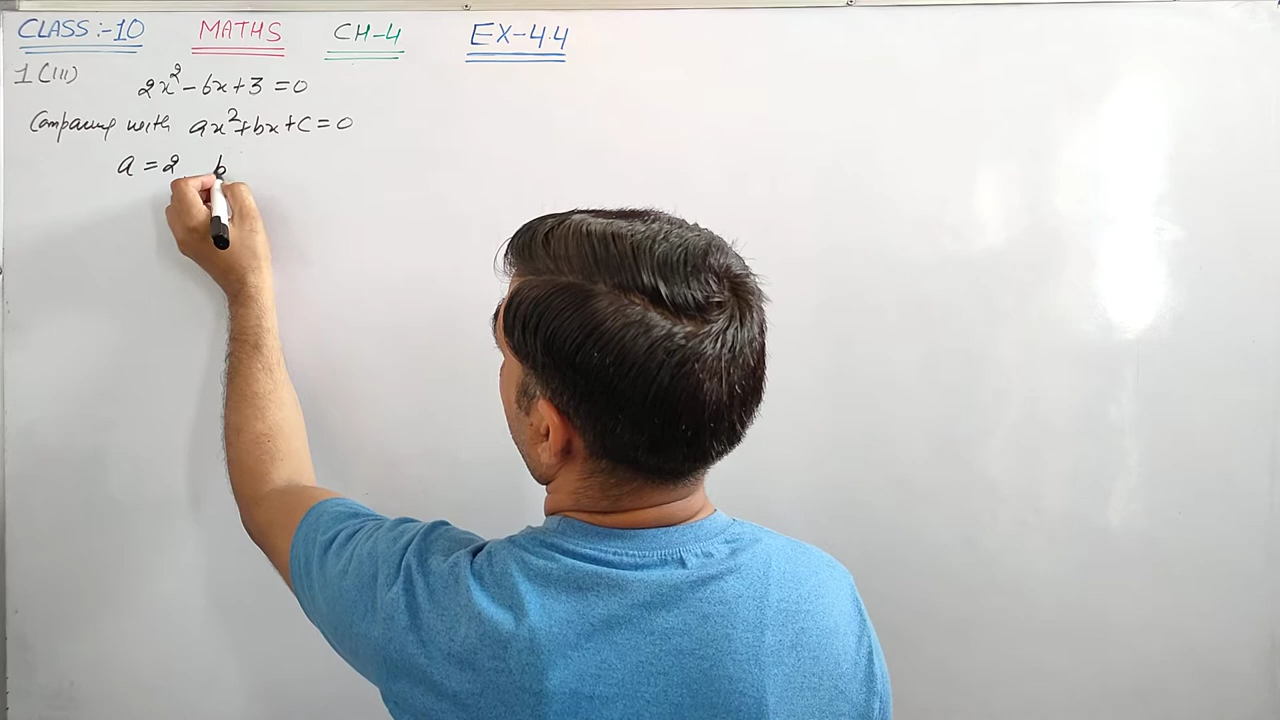 CLASS :- 10 MATHS CH-4 EX-4.4
1 (iii) 2x² - 6x + 3 = 0
Comparing with ax² + bx + c = 0
a = 2, b